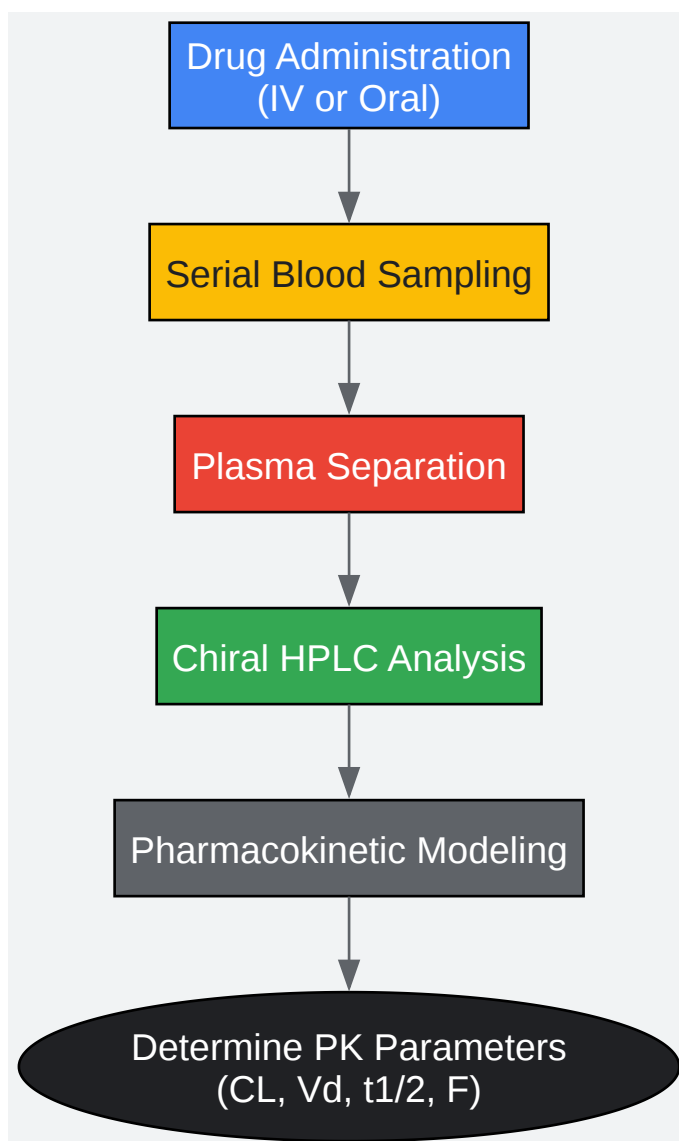 Drug Administration
(IV or Oral)
Serial Blood Sampling
Plasma Separation
Chiral HPLC Analysis
Pharmacokinetic Modeling
Determine PK Parameters
(CL, Vd, t1/2, F)